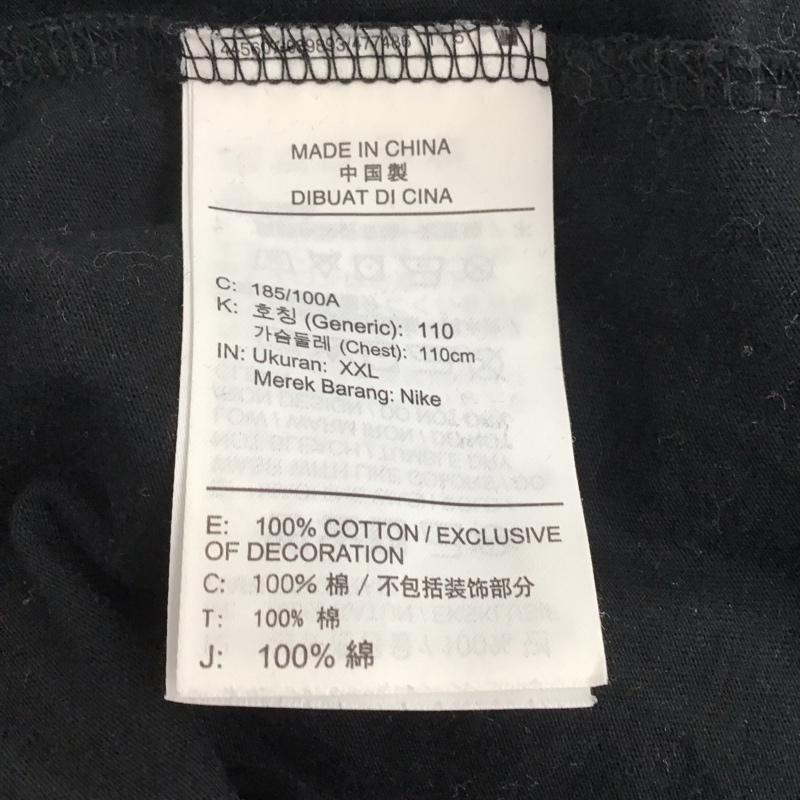 MADE IN CHINA
中国製
DIBUAT DI CINA
C: 185/100A
K: 호칭 (Generic): 110
가슴둘레 (Chest): 110cm
IN: Ukuran: XXL
Merek Barang: Nike
E: 100% COTTON / EXCLUSIVE
OF DECORATION
C: 100% 棉 / 不包括装饰部分
T: 100% 棉
J: 100% 綿